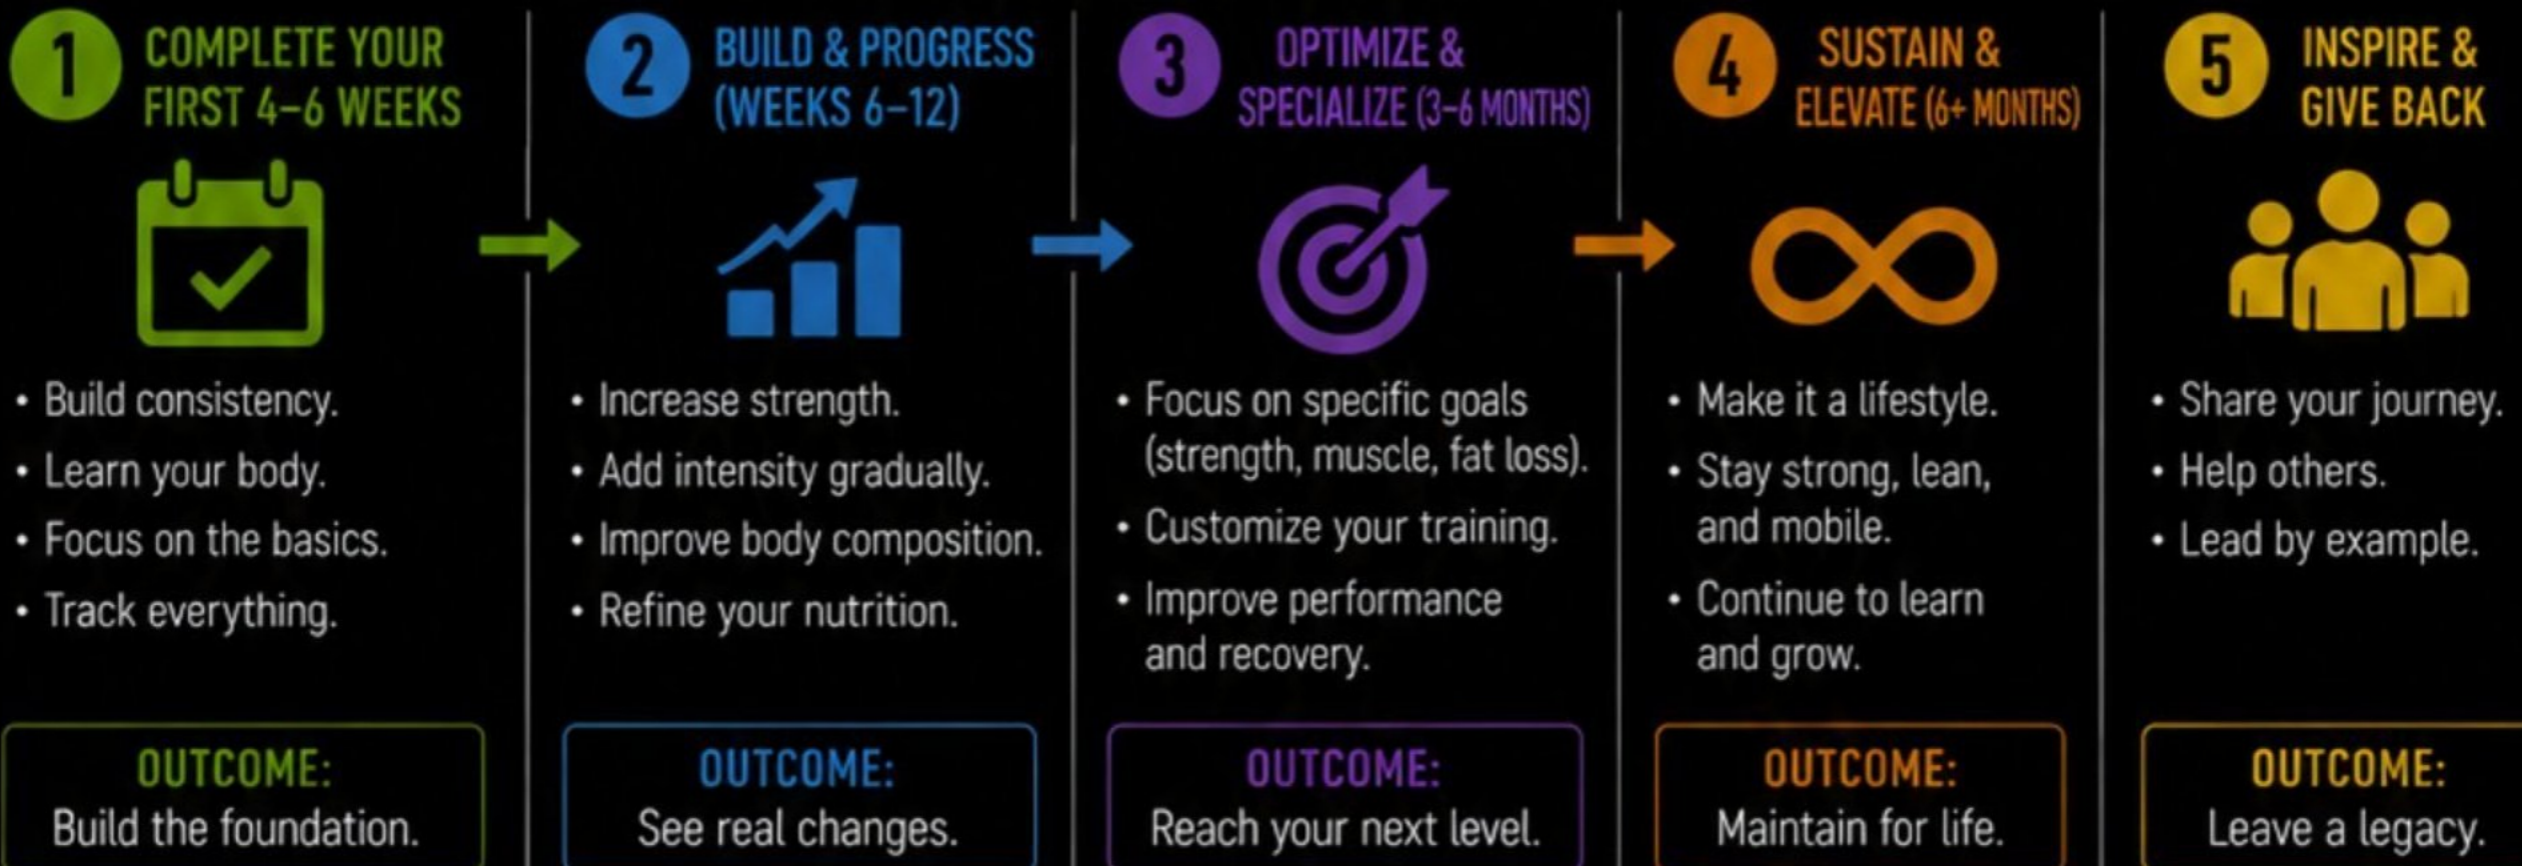 1
COMPLETE YOUR
FIRST 4–6 WEEKS
• Build consistency.
• Learn your body.
• Focus on the basics.
• Track everything.
OUTCOME:
Build the foundation.
2
BUILD & PROGRESS
(WEEKS 6–12)
• Increase strength.
• Add intensity gradually.
• Improve body composition.
• Refine your nutrition.
OUTCOME:
See real changes.
3
OPTIMIZE &
SPECIALIZE (3–6 MONTHS)
• Focus on specific goals
(strength, muscle, fat loss).
• Customize your training.
• Improve performance
and recovery.
OUTCOME:
Reach your next level.
4
SUSTAIN &
ELEVATE (6+ MONTHS)
• Make it a lifestyle.
• Stay strong, lean,
and mobile.
• Continue to learn
and grow.
OUTCOME:
Maintain for life.
5
INSPIRE &
GIVE BACK
• Share your journey.
• Help others.
• Lead by example.
OUTCOME:
Leave a legacy.